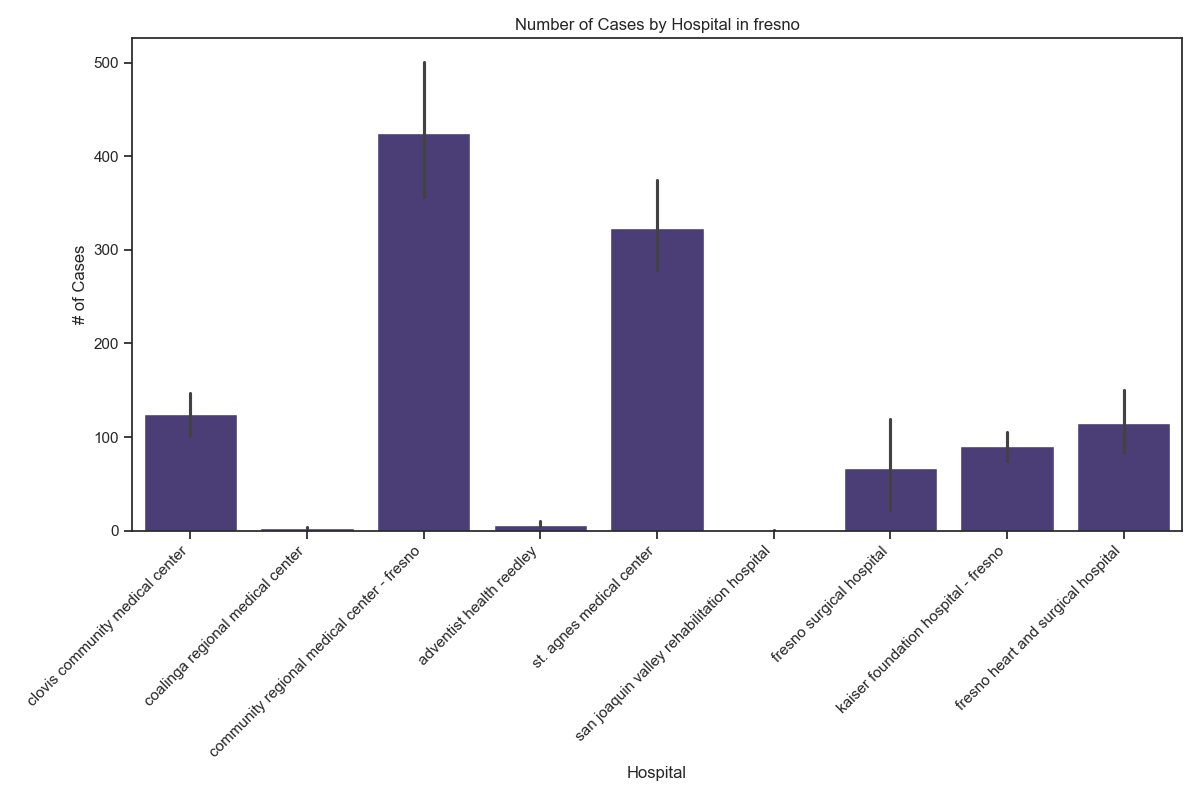 Number of Cases by Hospital in fresno
# of Cases
500
400
300
200
100
0
clovis community medical center
coalinga regional medical center
community regional medical center - fresno
adventist health reedley
st. agnes medical center
san joaquin valley rehabilitation hospital
fresno surgical hospital
kaiser foundation hospital - fresno
fresno heart and surgical hospital
Hospital